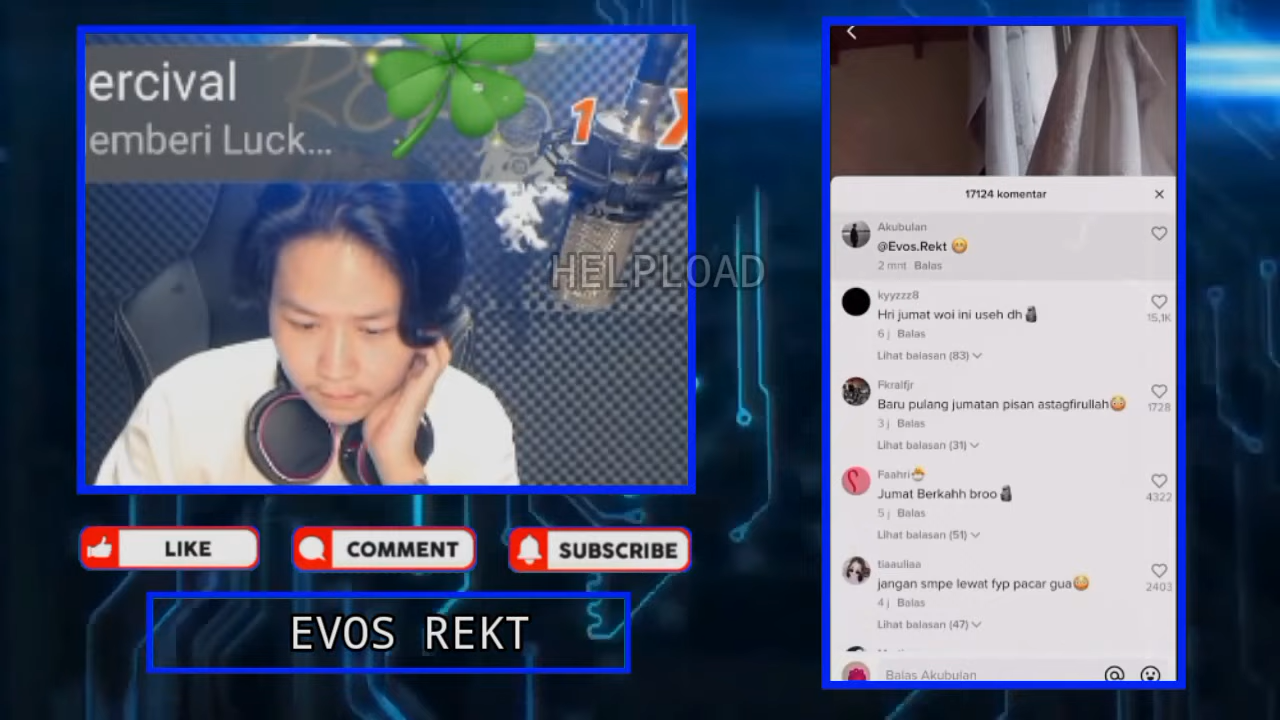 ercival
emberi Luck...
1
HELPLOAD
LIKE
COMMENT
SUBSCRIBE
EVOS REKT
17124 komentar
Akubulan
@Evos.Rekt 😁
2 mnt Balas
kyyzzz8
Hri jumat woi ini useh dh🗿
15,1K
6 j Balas
Lihat balasan (83)
Fkralfjr
Baru pulang jumatan pisan astagfirullah😳
1728
3 j Balas
Lihat balasan (31)
Faahri🐣
Jumat Berkahh broo🗿
4322
5 j Balas
Lihat balasan (51)
tiaauliaa
jangan smpe lewat fyp pacar gua😳
2403
4 j Balas
Lihat balasan (47)
Balas Akubulan